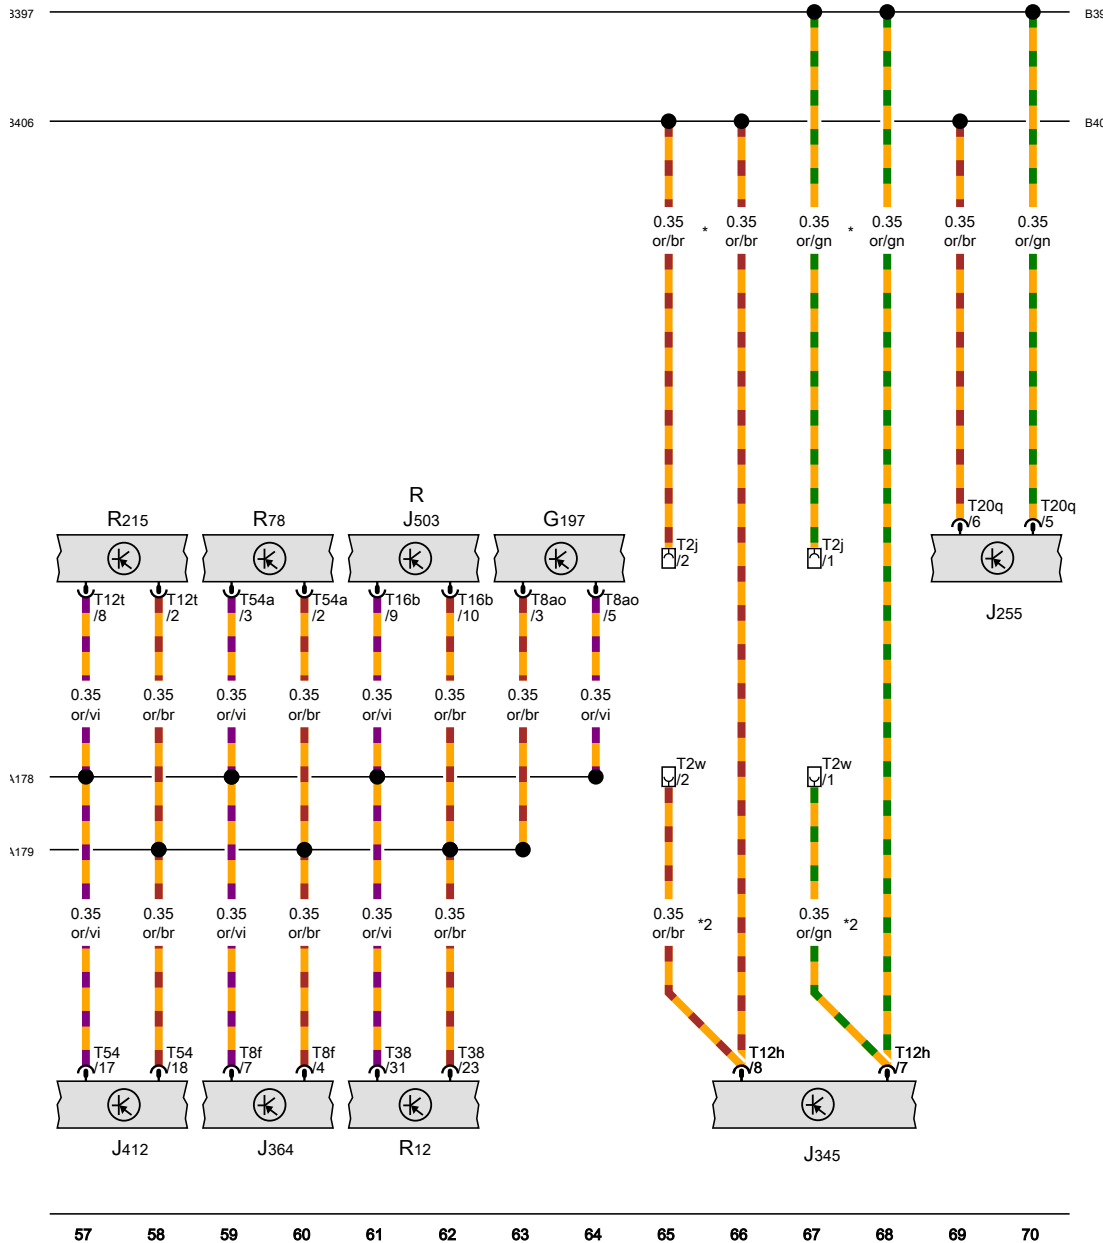 B397
B406
0.35
or/br
*
0.35
or/br
0.35
or/gn
*
0.35
or/gn
0.35
or/br
0.35
or/gn
R215
R78
R
J503
G197
T2j
/2
T2j
/1
T20q
/6
T20q
/5
J255
T12t
/8
T12t
/2
T54a
/3
T54a
/2
T16b
/9
T16b
/10
T8ao
/3
T8ao
/5
0.35
or/vi
0.35
or/br
0.35
or/vi
0.35
or/br
0.35
or/vi
0.35
or/br
0.35
or/br
0.35
or/vi
T2w
/2
T2w
/1
A178
A179
0.35
or/vi
0.35
or/br
0.35
or/vi
0.35
or/br
0.35
or/vi
0.35
or/br
0.35
or/br
*2
0.35
or/gn
*2
T54
/17
T54
/18
T8f
/7
T8f
/4
T38
/31
T38
/23
T12h
/8
T12h
/7
J412
J364
R12
J345
57 58 59 60 61 62 63 64 65 66 67 68 69 70